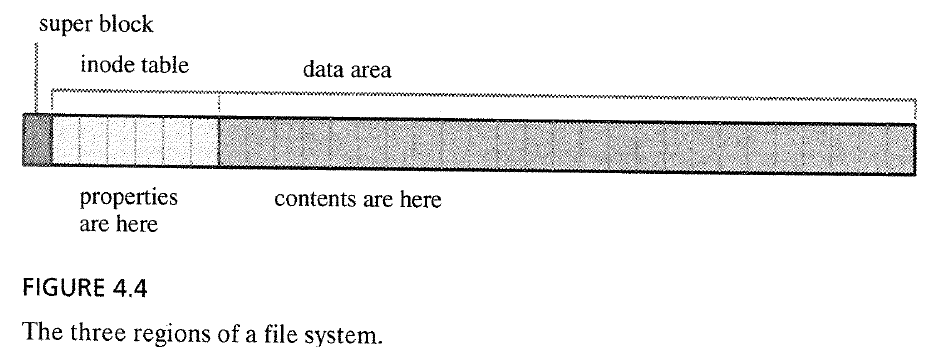 super block
inode table
data area
properties
are here
contents are here
FIGURE 4.4
The three regions of a file system.